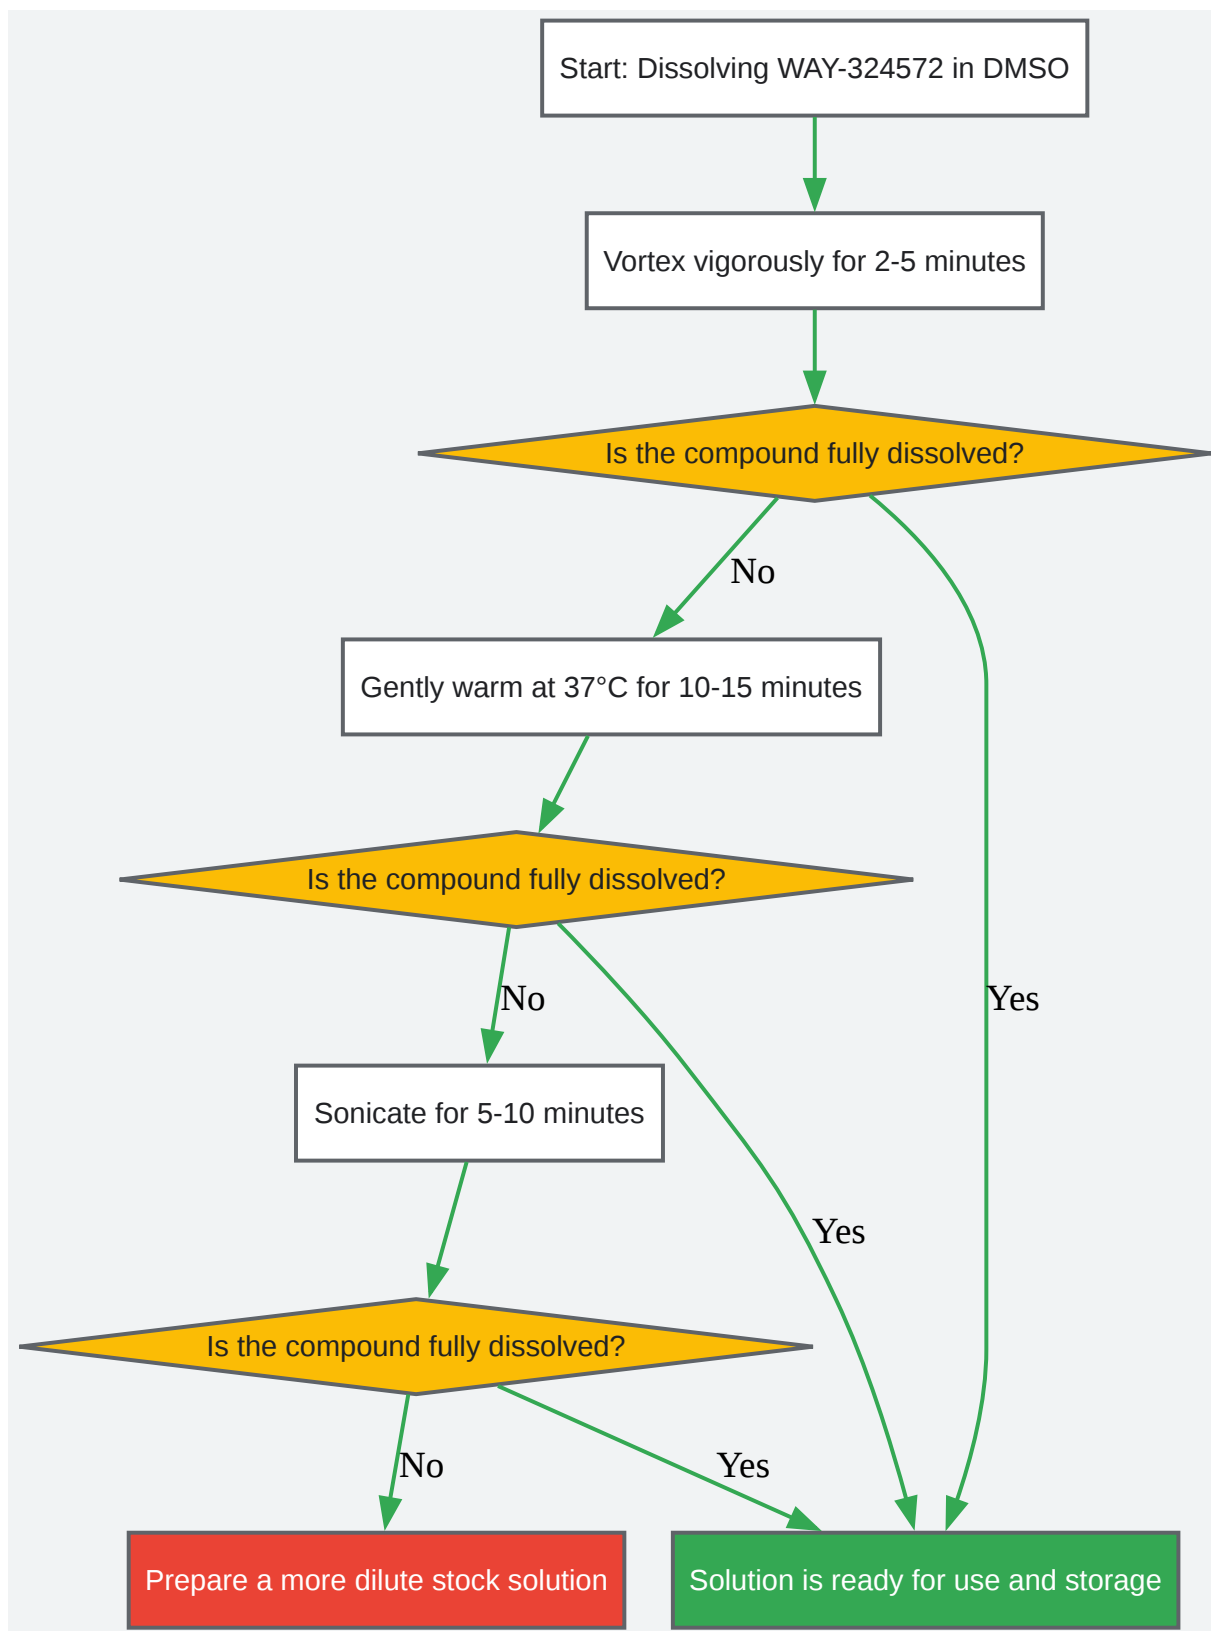 Start: Dissolving WAY-324572 in DMSO
Vortex vigorously for 2-5 minutes
Is the compound fully dissolved?
No
Gently warm at 37°C for 10-15 minutes
Is the compound fully dissolved?
No
Yes
Sonicate for 5-10 minutes
Yes
Is the compound fully dissolved?
No
Yes
Prepare a more dilute stock solution
Solution is ready for use and storage